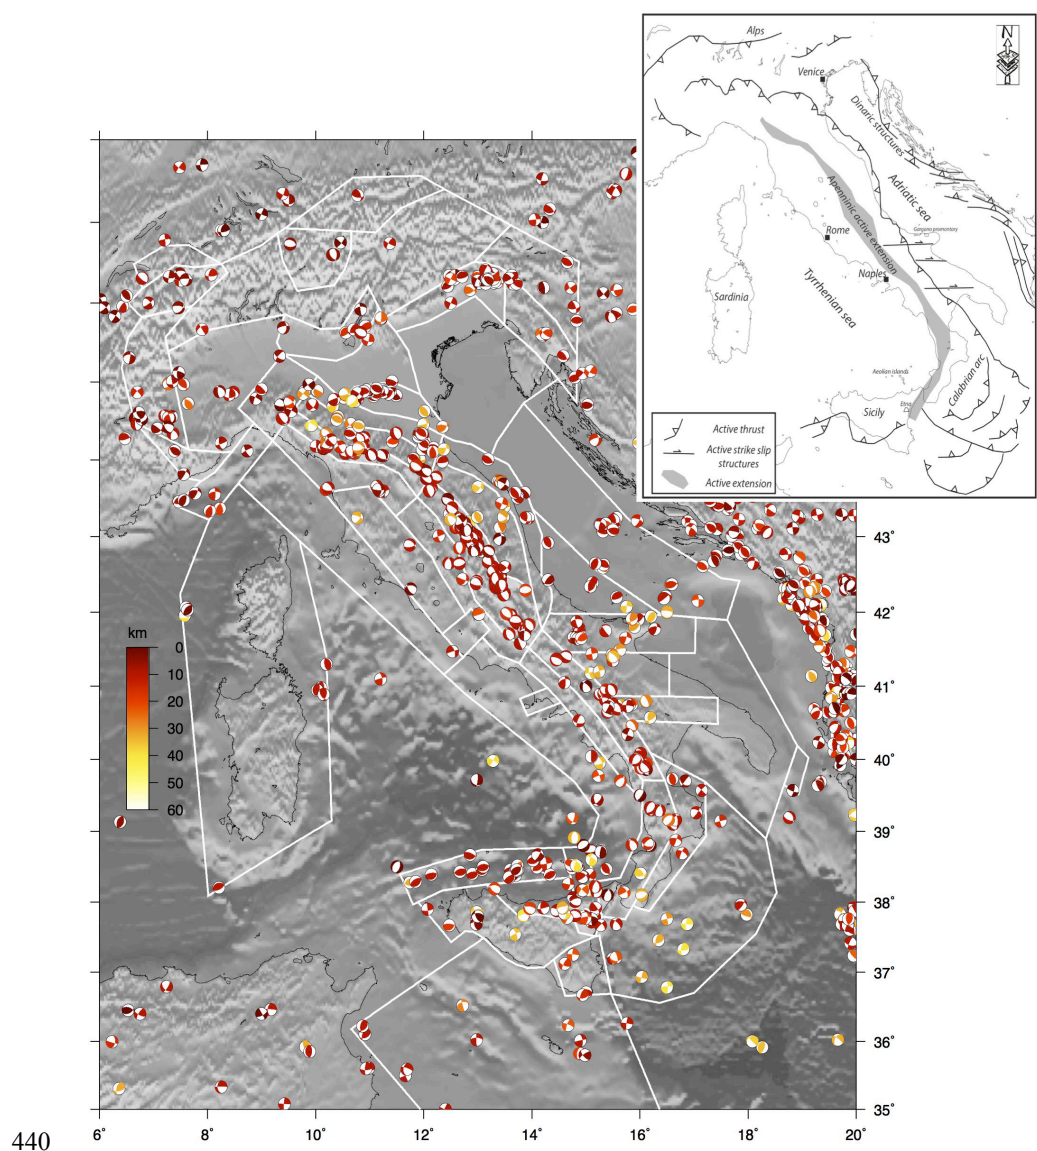 Alps
N
Venice
Dinaric structures
Adriatic sea
Apenninic active extension
Gargano promontory
Rome
Naples
Tyrrhenian sea
Sardinia
Aeolian islands
Calabrian arc
Etna
Sicily
Active thrust
Active strike slip
structures
Active extension
43°
42°
km
0
10
20
30
40
50
60
41°
40°
39°
38°
37°
36°
35°
6°
8°
10°
12°
14°
16°
18°
20°
440